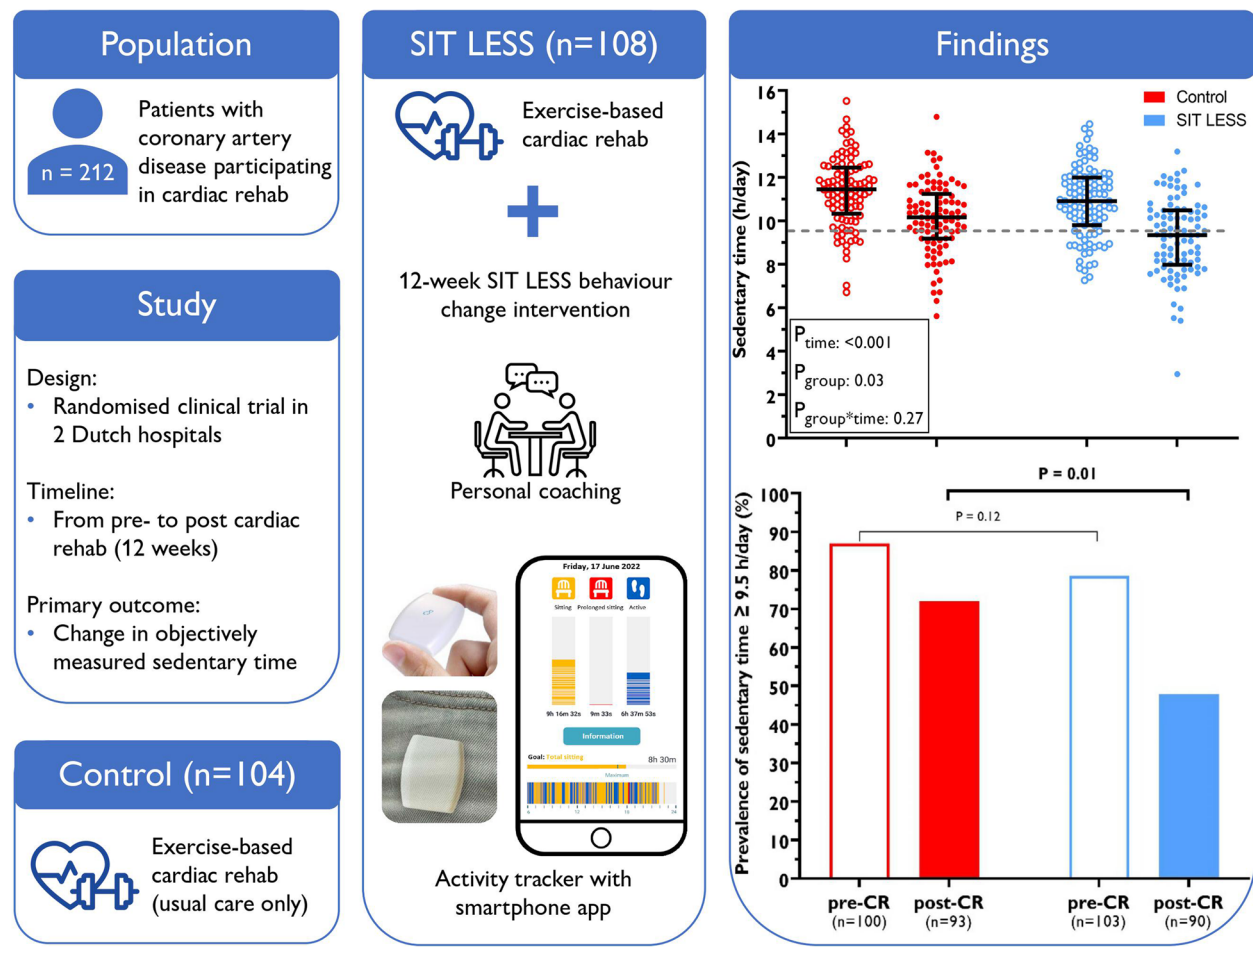 Population
n = 212
Patients with
coronary artery
disease participating
in cardiac rehab
Study
Design:
• Randomised clinical trial in
2 Dutch hospitals
Timeline:
• From pre- to post cardiac
rehab (12 weeks)
Primary outcome:
• Change in objectively
measured sedentary time
Control (n=104)
Exercise-based
cardiac rehab
(usual care only)
SIT LESS (n=108)
Exercise-based
cardiac rehab
12-week SIT LESS behaviour
change intervention
Personal coaching
Friday, 17 June 2022
Sitting Prolonged sitting Active
9h 16m 32s 9m 33s 6h 37m 53s
Information
Goal: Total sitting 8h 30m
Maximum
Activity tracker with
smartphone app
Findings
Control
SIT LESS
Sedentary time (h/day)
16
14
12
10
8
6
4
2
0
Ptime: <0.001
Pgroup: 0.03
Pgroup*time: 0.27
Prevalence of sedentary time ≥ 9.5 h/day (%)
100
90
80
70
60
50
40
30
20
10
0
P = 0.01
P = 0.12
pre-CR post-CR pre-CR post-CR
(n=100) (n=93) (n=103) (n=90)